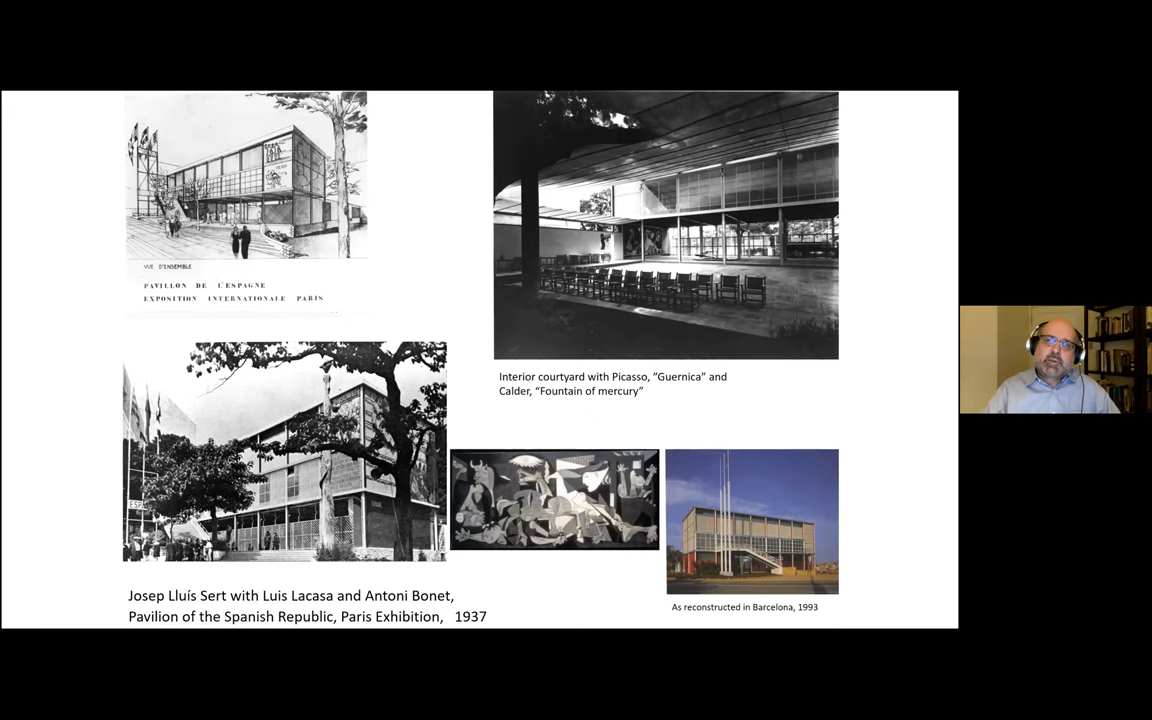 VUE D'ENSEMBLE
PAVILLON DE L'ESPAGNE
EXPOSITION INTERNATIONALE PARIS
Interior courtyard with Picasso, ”Guernica” and
Calder, “Fountain of mercury”
ESP
Josep Lluís Sert with Luis Lacasa and Antoni Bonet,
Pavilion of the Spanish Republic, Paris Exhibition, 1937
As reconstructed in Barcelona, 1993